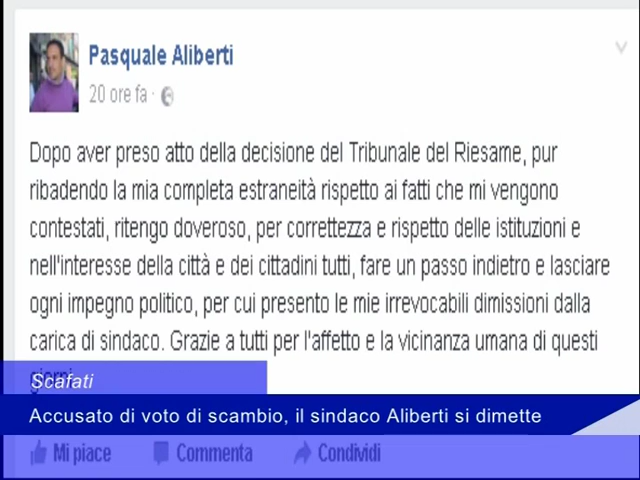 Pasquale Aliberti
20 ore fa ·
Dopo aver preso atto della decisione del Tribunale del Riesame, pur
ribadendo la mia completa estraneità rispetto ai fatti che mi vengono
contestati, ritengo doveroso, per correttezza e rispetto delle istituzioni e
nell'interesse della città e dei cittadini tutti, fare un passo indietro e lasciare
ogni impegno politico, per cui presento le mie irrevocabili dimissioni dalla
carica di sindaco. Grazie a tutti per l'affetto e la vicinanza umana di questi
Scafati
Accusato di voto di scambio, il sindaco Aliberti si dimette
Mi piace Commenta Condividi